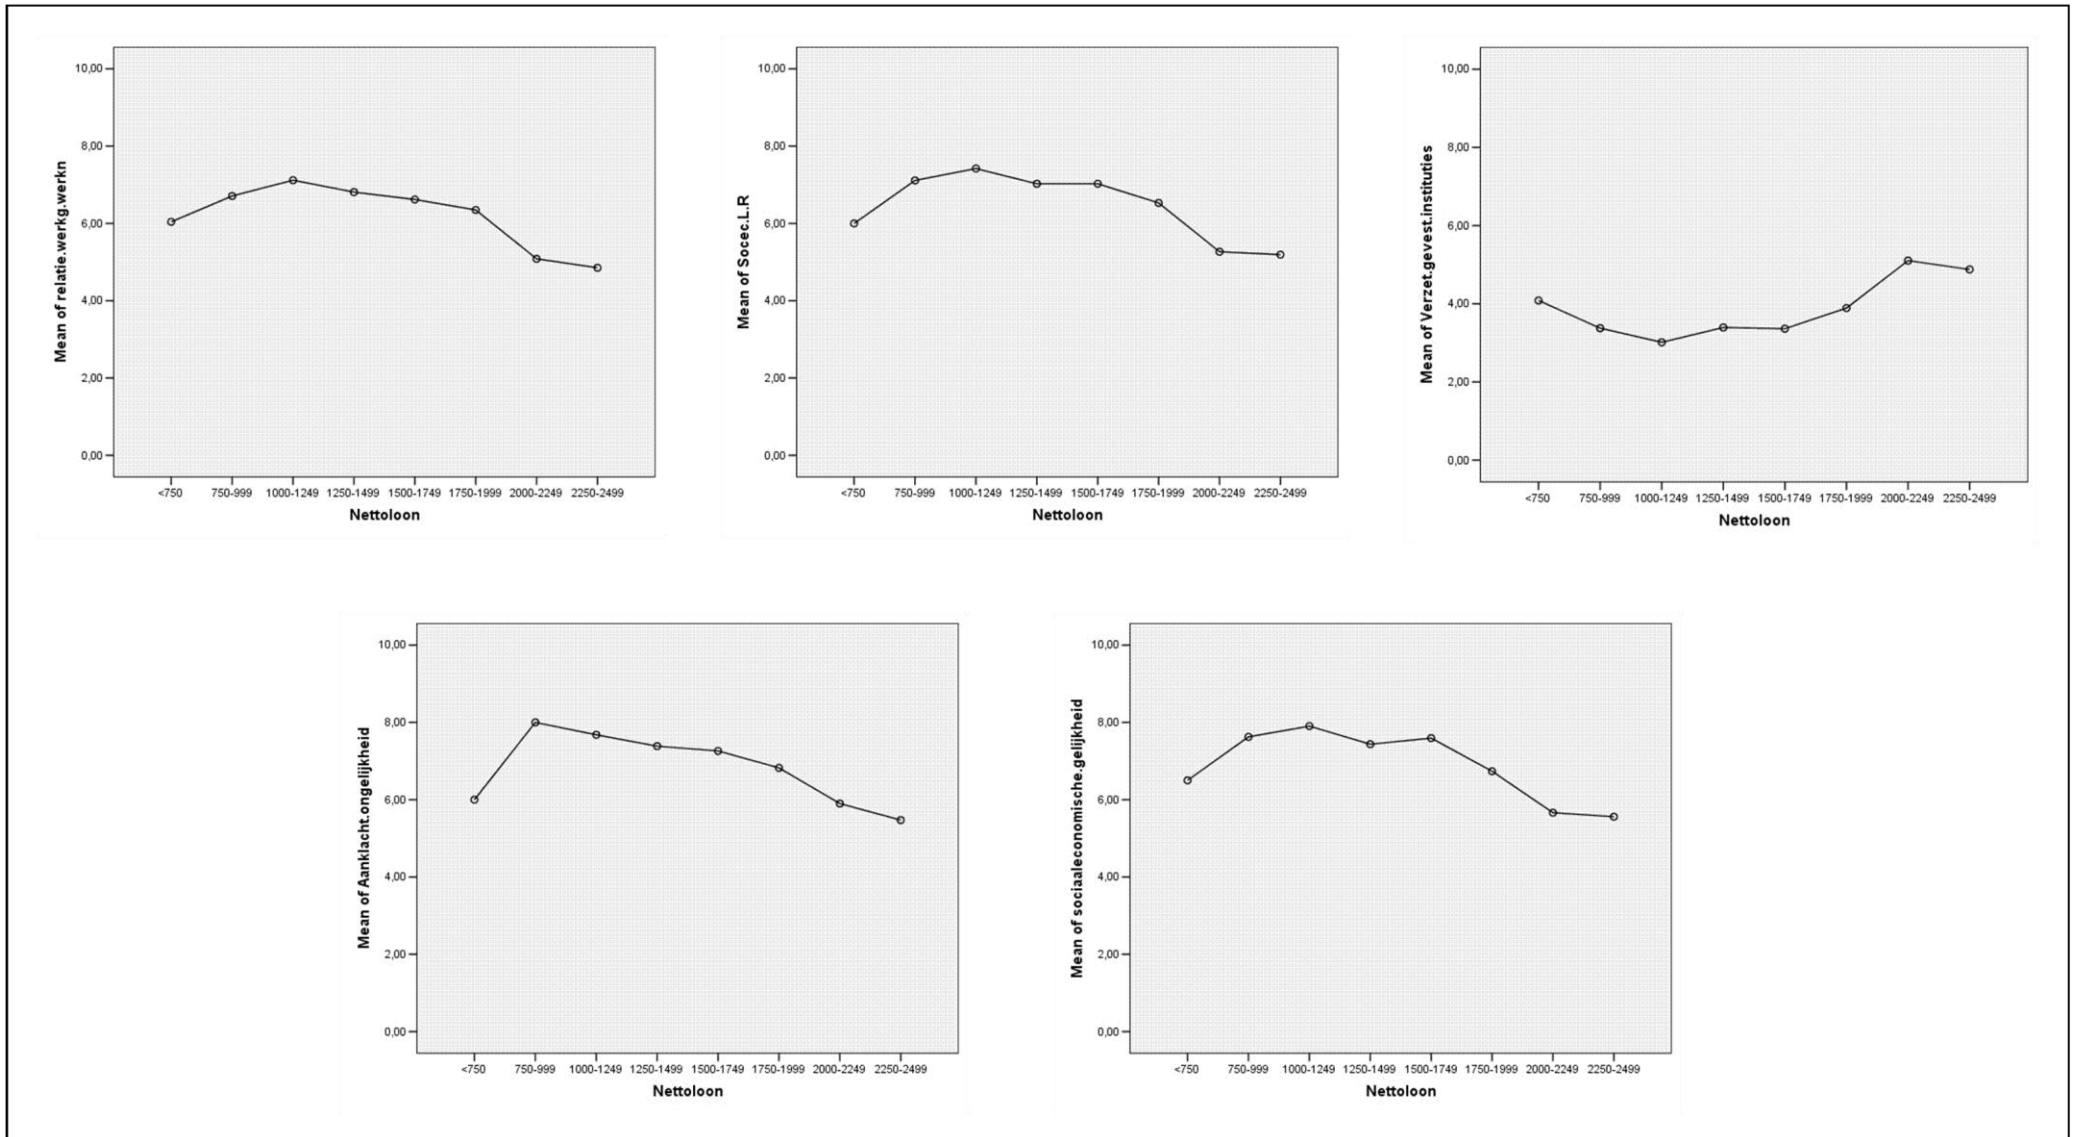 10,00
8,00
6,00
4,00
2,00
0,00
Mean of relatie.werkg.werkn
<750 750-999 1000-1249 1250-1499 1500-1749 1750-1999 2000-2249 2250-2499
Nettoloon
10,00
8,00
6,00
4,00
2,00
0,00
Mean of Socec.L.R
<750 750-999 1000-1249 1250-1499 1500-1749 1750-1999 2000-2249 2250-2499
Nettoloon
10,00
8,00
6,00
4,00
2,00
0,00
Mean of Verzet.gevest.instituties
<750 750-999 1000-1249 1250-1499 1500-1749 1750-1999 2000-2249 2250-2499
Nettoloon
10,00
8,00
6,00
4,00
2,00
0,00
Mean of Aanklacht.ongelijkheid
<750 750-999 1000-1249 1250-1499 1500-1749 1750-1999 2000-2249 2250-2499
Nettoloon
10,00
8,00
6,00
4,00
2,00
0,00
Mean of sociaaleconomische.gelijkheid
<750 750-999 1000-1249 1250-1499 1500-1749 1750-1999 2000-2249 2250-2499
Nettoloon